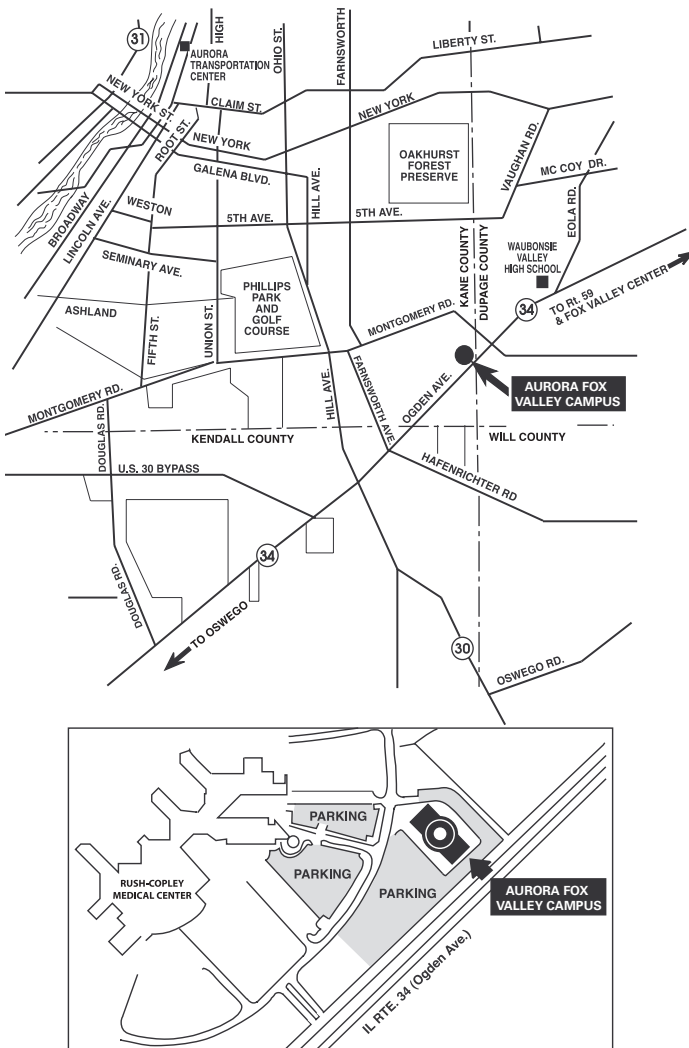 31
HIGH
OHIO ST.
FARNSWORTH
LIBERTY ST.
AURORA
TRANSPORTATION
CENTER
NEW YORK ST.
CLAIM ST.
NEW YORK
ROOT ST.
NEW YORK
OAKHURST
FOREST
PRESERVE
VAUGHAN RD.
MC COY DR.
GALENA BLVD.
HILL AVE.
EOLA RD.
WESTON
5TH AVE.
5TH AVE.
BROADWAY
LINCOLN AVE.
KANE COUNTY
DUPAGE COUNTY
WAUBONSIE
VALLEY
HIGH SCHOOL
SEMINARY AVE.
PHILLIPS
PARK
AND
GOLF
COURSE
TO Rt. 59
& FOX VALLEY CENTER
34
ASHLAND
FIFTH ST.
UNION ST.
MONTGOMERY RD.
AURORA FOX
VALLEY CAMPUS
MONTGOMERY RD.
HILL AVE.
FARNSWORTH AVE.
OGDEN AVE.
DOUGLAS RD.
KENDALL COUNTY
WILL COUNTY
U.S. 30 BYPASS
HAFENRICHTER RD
34
DOUGLAS RD.
TO OSWEGO
30
OSWEGO RD.
PARKING
PARKING
PARKING
RUSH-COPLEY
MEDICAL CENTER
AURORA FOX
VALLEY CAMPUS
IL RTE. 34 (Ogden Ave.)